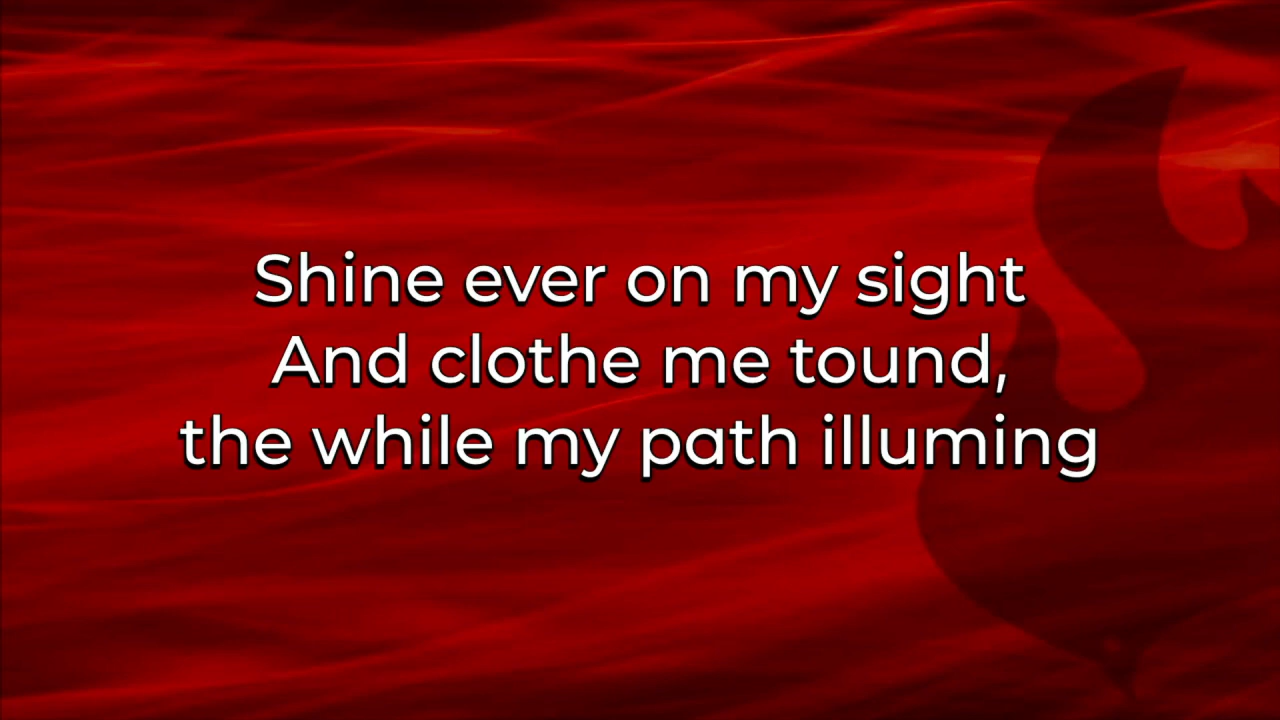 Shine ever on my sight
And clothe me tound,
the while my path illuming